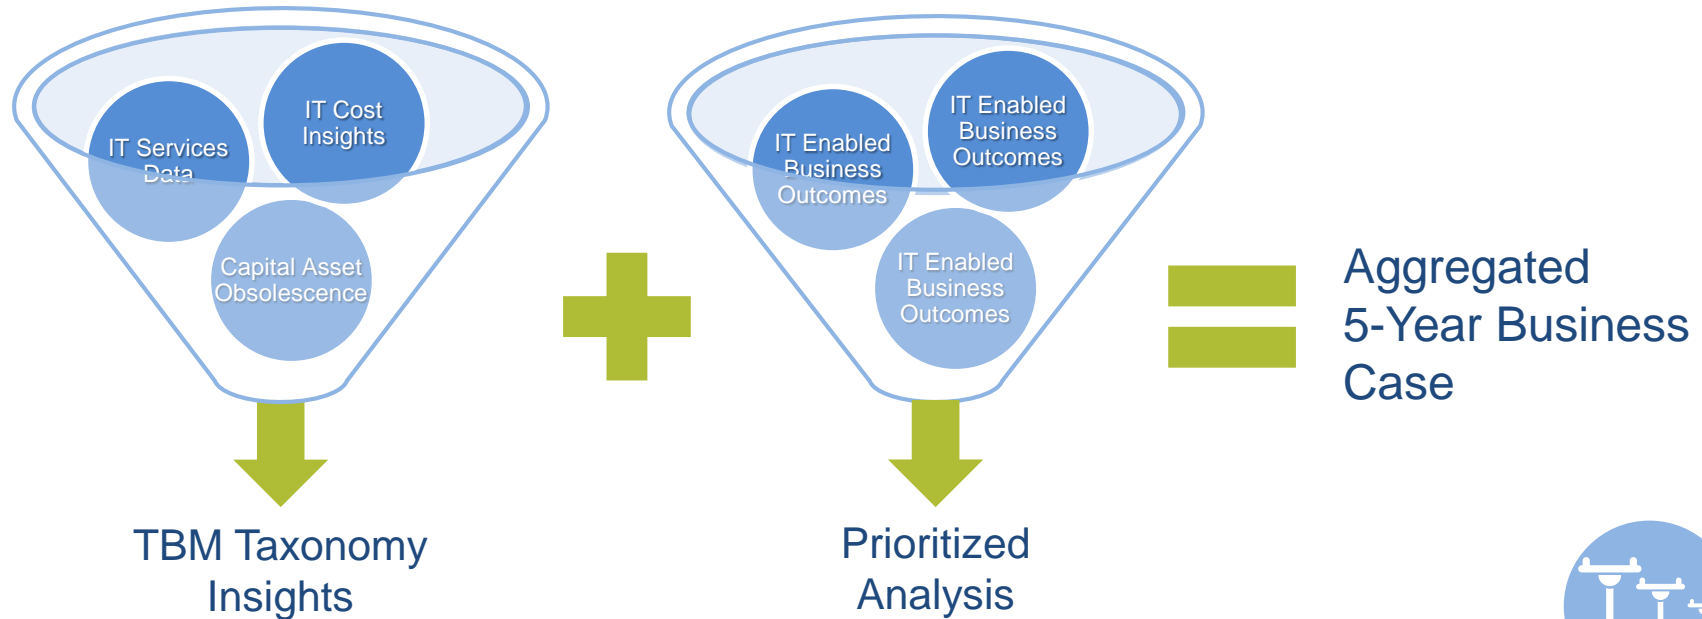 IT Services
Data
IT Cost
Insights
Capital Asset
Obsolescence
TBM Taxonomy
Insights
IT Enabled
Business
Outcomes
IT Enabled
Business
Outcomes
IT Enabled
Business
Outcomes
Prioritized
Analysis
Aggregated
5-Year Business
Case